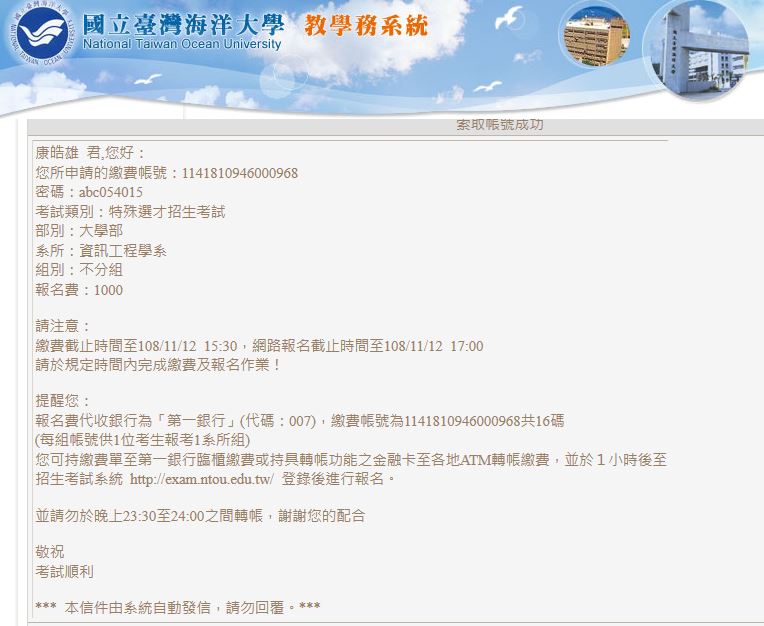 國立臺灣海洋大學 教學務系統
National Taiwan Ocean University
索取帳號成功
康皓雄 君,您好：
您所申請的繳費帳號：1141810946000968
密碼：abc054015
考試類別：特殊選才招生考試
部別：大學部
系所：資訊工程學系
組別：不分組
報名費：1000
請注意：
繳費截止時間至108/11/12 15:30，網路報名截止時間至108/11/12 17:00
請於規定時間內完成繳費及報名作業！
提醒您：
報名費代收銀行為「第一銀行」(代碼：007)，繳費帳號為1141810946000968共16碼
(每組帳號供1位考生報考1系所組)
您可持繳費單至第一銀行臨櫃繳費或持具轉帳功能之金融卡至各地ATM轉帳繳費，並於１小時後至
招生考試系統 http://exam.ntou.edu.tw/ 登錄後進行報名。
並請勿於晚上23:30至24:00之間轉帳，謝謝您的配合
敬祝
考試順利
*** 本信件由系統自動發信，請勿回覆。***